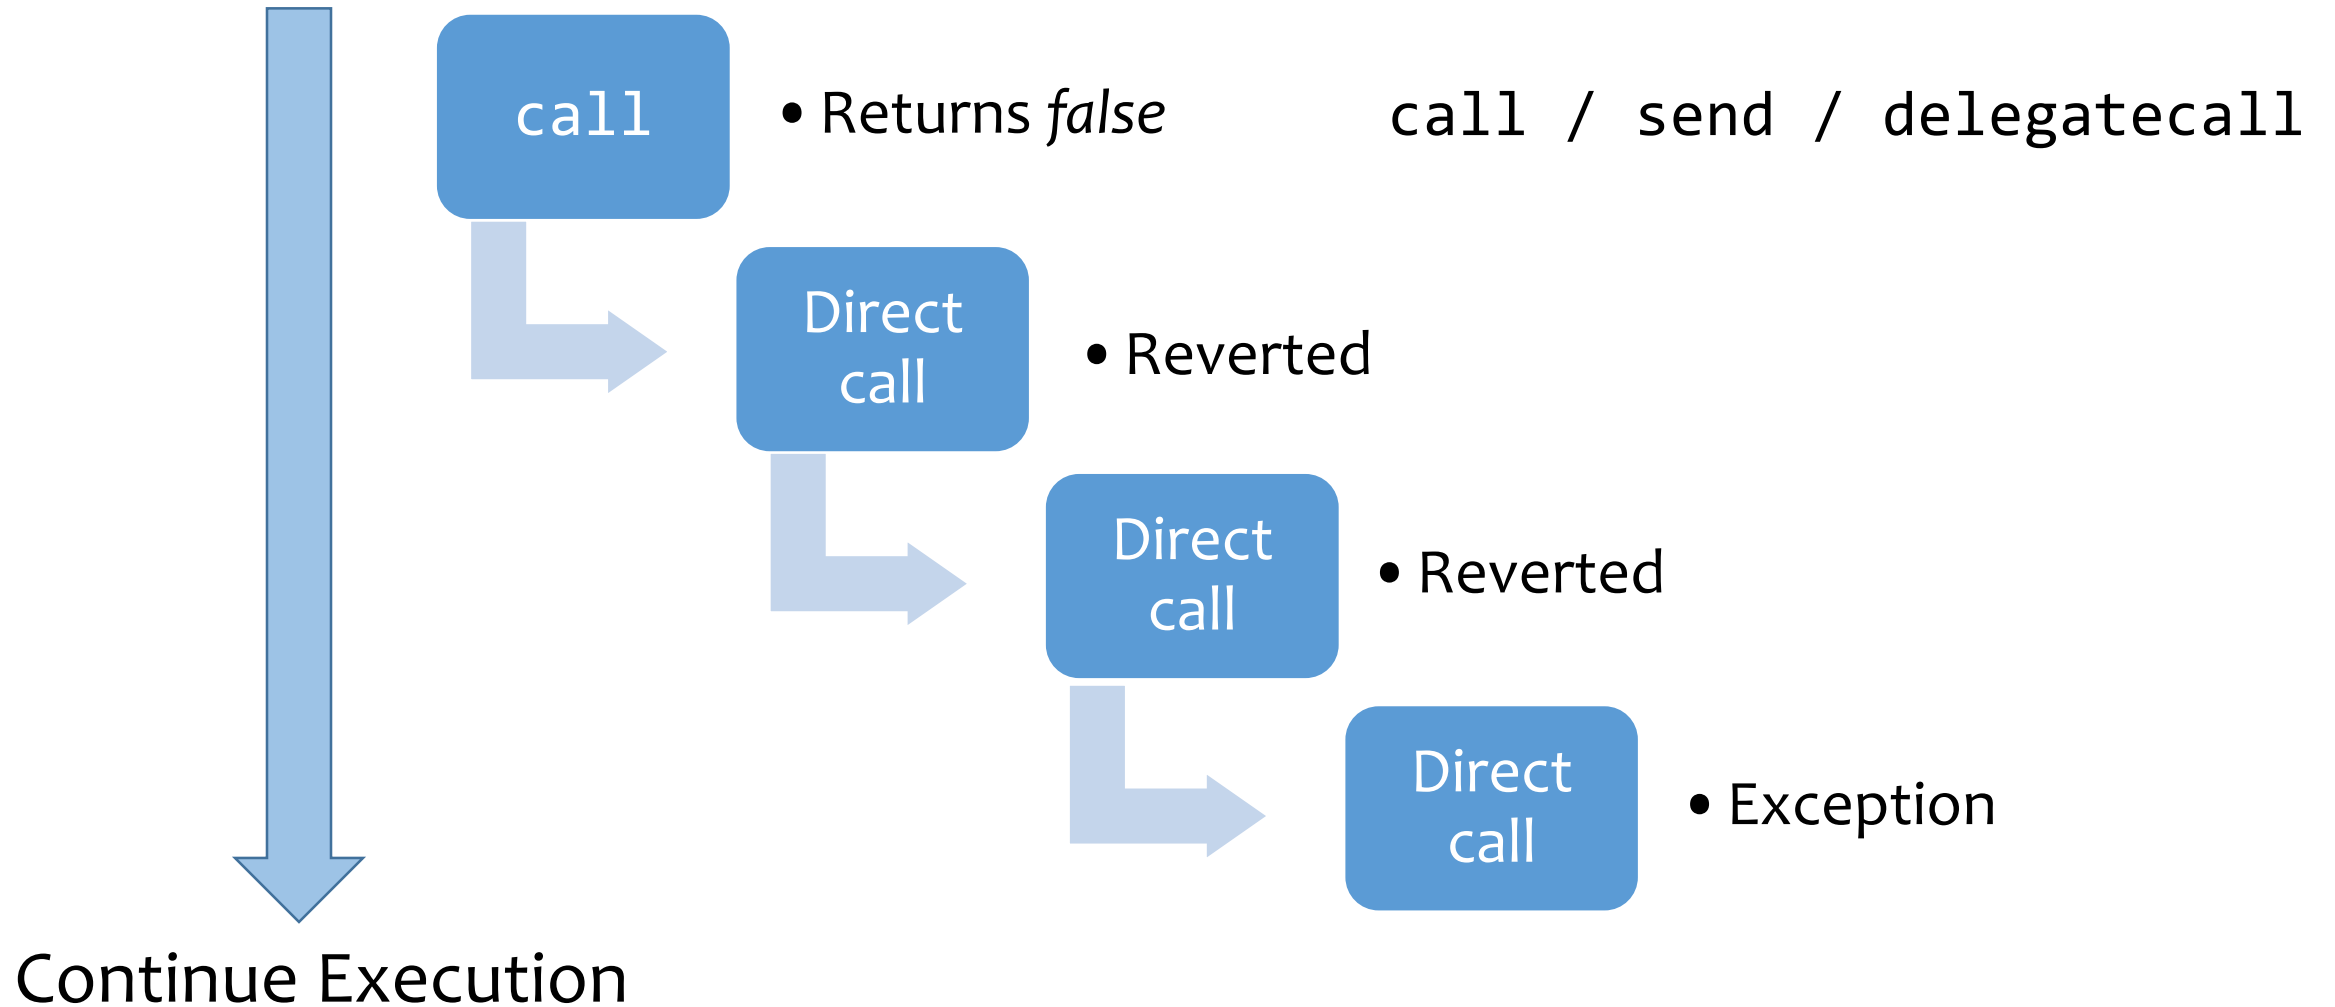 call
• Returns false
call / send / delegatecall
Direct
call
• Reverted
Direct
call
• Reverted
Direct
call
• Exception
Continue Execution